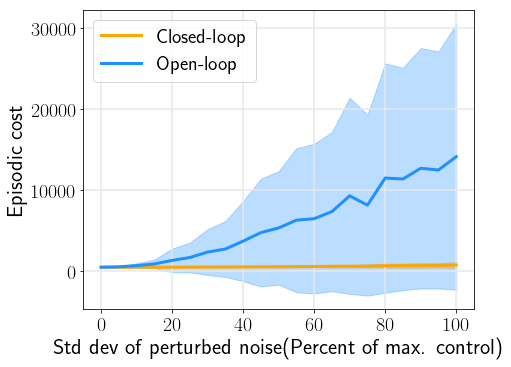 30000
20000
10000
0
Episodic cost
Closed-loop
Open-loop
0 20 40 60 80 100
Std dev of perturbed noise(Percent of max. control)